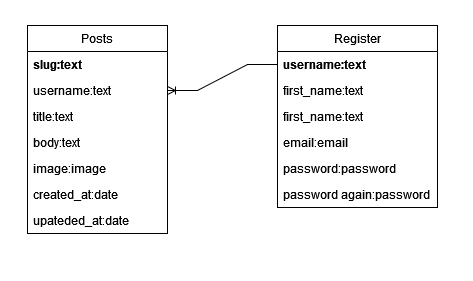 Posts
slug:text
username:text
title:text
body:text
image:image
created_at:date
upateded_at:date
Register
username:text
first_name:text
first_name:text
email:email
password:password
password again:password